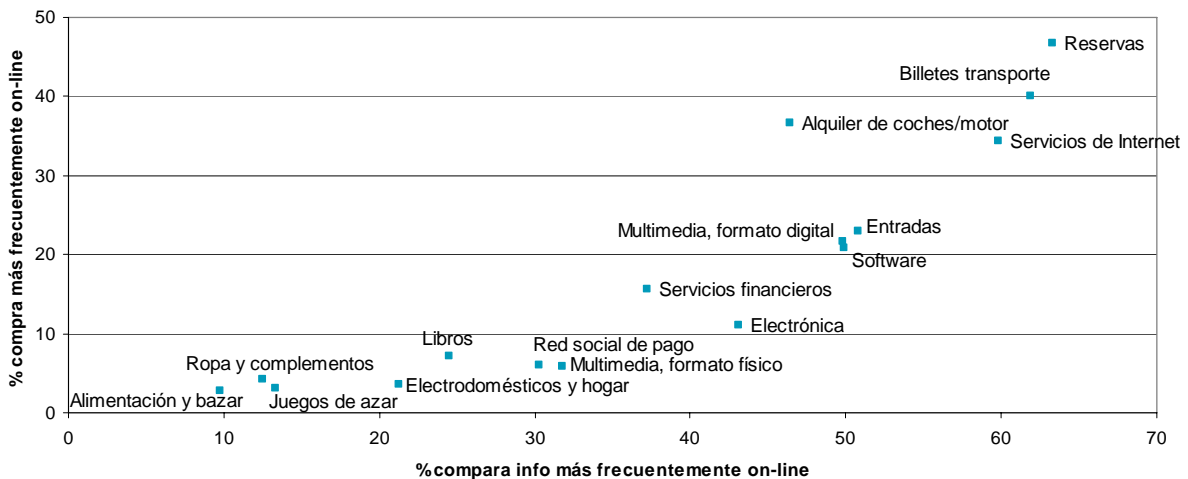 50
40
30
20
10
0
% compra más frecuentemente on-line
Reservas
Billetes transporte
Alquiler de coches/motor
Servicios de Internet
Multimedia, formato digital
Entradas
Software
Servicios financieros
Electrónica
Libros
Red social de pago
Multimedia, formato físico
Ropa y complementos
Electrodomésticos y hogar
Alimentación y bazar
Juegos de azar
0 10 20 30 40 50 60 70
%compara info más frecuentemente on-line